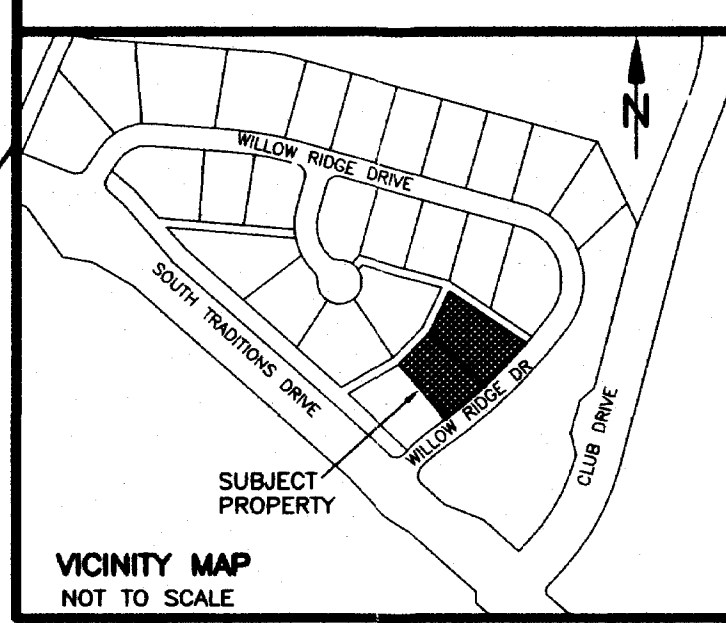 N
WILLOW RIDGE DRIVE
SOUTH TRADITIONS DRIVE
WILLOW RIDGE DR
CLUB DRIVE
SUBJECT
PROPERTY
VICINITY MAP
NOT TO SCALE